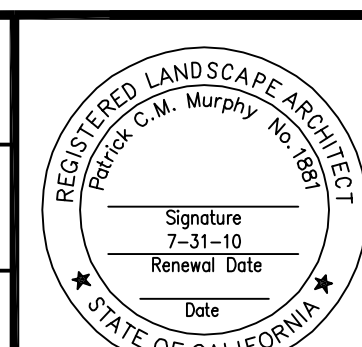 REGISTERED LANDSCAPE ARCHITECT
Patrick C.M. Murphy No.1881
Signature
7-31-10
Renewal Date
Date
STATE OF CALIFORNIA